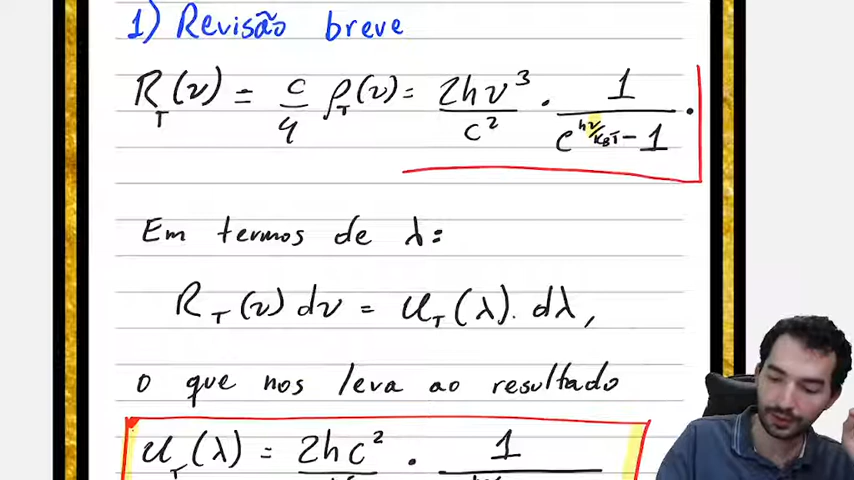 1) Revisão breve
R_T(ν) = c/4 ρ_T(ν) = 2hν³/c² · 1/(e^(hν/K_BT) - 1) .
Em termos de λ:
R_T(ν) dν = U_T(λ). dλ,
o que nos leva ao resultado
U_T(λ) = 2hc² · 1